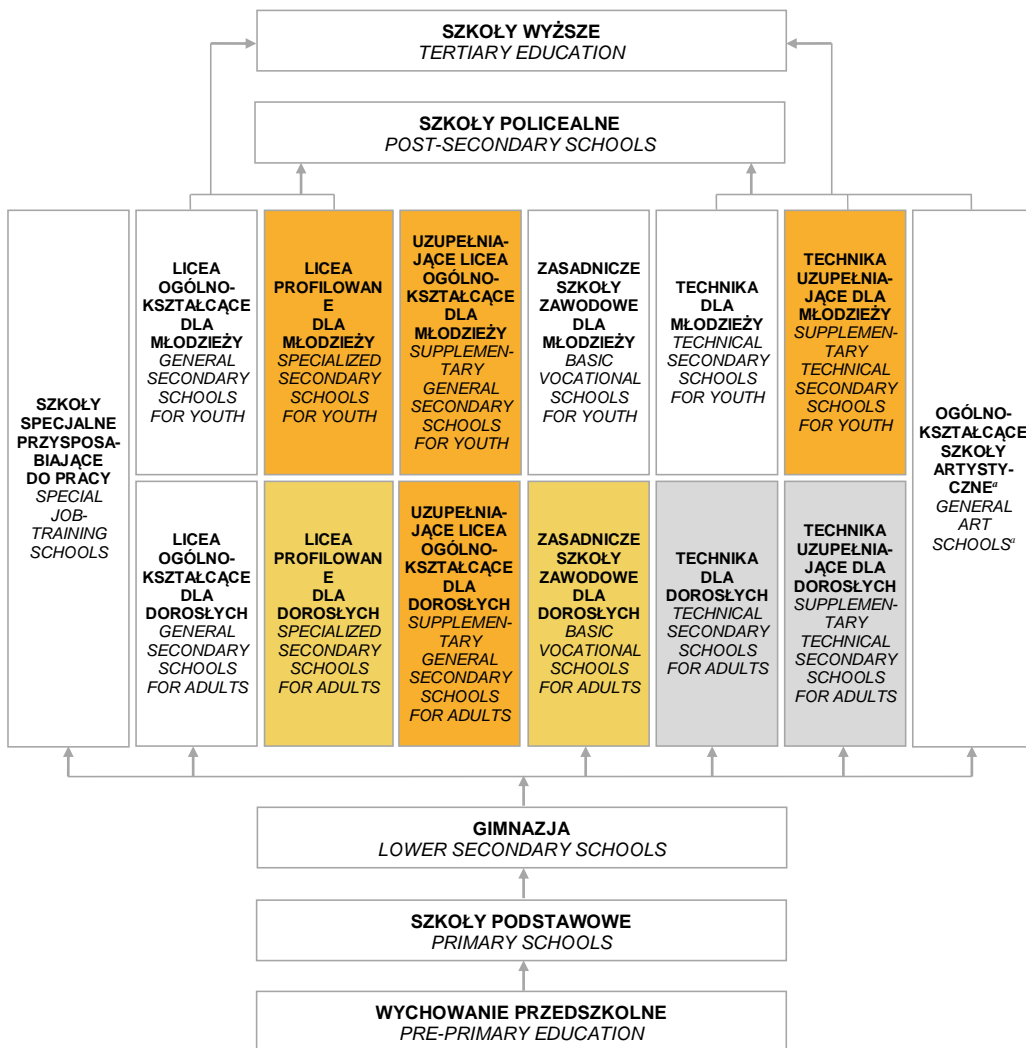 SZKOŁY WYŻSZE
TERTIARY EDUCATION
SZKOŁY POLICEALNE
POST-SECONDARY SCHOOLS
SZKOŁY
SPECJALNE
PRZYSPOSA-
BIAJĄCE
DO PRACY
SPECIAL
JOB-
TRAINING
SCHOOLS
LICEA
OGÓLNO-
KSZTAŁCĄCE
DLA
MŁODZIEŻY
GENERAL
SECONDARY
SCHOOLS
FOR YOUTH
LICEA
PROFILOWAN
E
DLA
MŁODZIEŻY
SPECIALIZED
SECONDARY
SCHOOLS
FOR YOUTH
UZUPEŁNIA-
JĄCE LICEA
OGÓLNO-
KSZTAŁCĄCE
DLA
MŁODZIEŻY
SUPPLEMEN-
TARY
GENERAL
SECONDARY
SCHOOLS
FOR YOUTH
ZASADNICZE
SZKOŁY
ZAWODOWE
DLA
MŁODZIEŻY
BASIC
VOCATIONAL
SCHOOLS
FOR YOUTH
TECHNIKA
DLA
MŁODZIEŻY
TECHNICAL
SECONDARY
SCHOOLS
FOR YOUTH
TECHNIKA
UZUPEŁNIA-
JĄCE DLA
MŁODZIEŻY
SUPPLEMEN-
TARY
TECHNICAL
SECONDARY
SCHOOLS
FOR YOUTH
OGÓLNO-
KSZTAŁCĄCE
SZKOŁY
ARTYSTY-
CZNEa
GENERAL
ART
SCHOOLSa
LICEA
OGÓLNO-
KSZTAŁCĄCE
DLA
DOROSŁYCH
GENERAL
SECONDARY
SCHOOLS
FOR ADULTS
LICEA
PROFILOWAN
E
DLA
DOROSŁYCH
SPECIALIZED
SECONDARY
SCHOOLS
FOR ADULTS
UZUPEŁNIA-
JĄCE LICEA
OGÓLNO-
KSZTAŁCĄCE
DLA
DOROSŁYCH
SUPPLEMEN-
TARY
GENERAL
SECONDARY
SCHOOLS
FOR ADULTS
ZASADNICZE
SZKOŁY
ZAWODOWE
DLA
DOROSŁYCH
BASIC
VOCATIONAL
SCHOOLS
FOR ADULTS
TECHNIKA
DLA
DOROSŁYCH
TECHNICAL
SECONDARY
SCHOOLS
FOR ADULTS
TECHNIKA
UZUPEŁNIA-
JĄCE DLA
DOROSŁYCH
SUPPLEMEN-
TARY
TECHNICAL
SECONDARY
SCHOOLS
FOR ADULTS
GIMNAZJA
LOWER SECONDARY SCHOOLS
SZKOŁY PODSTAWOWE
PRIMARY SCHOOLS
WYCHOWANIE PRZEDSZKOLNE
PRE-PRIMARY EDUCATION